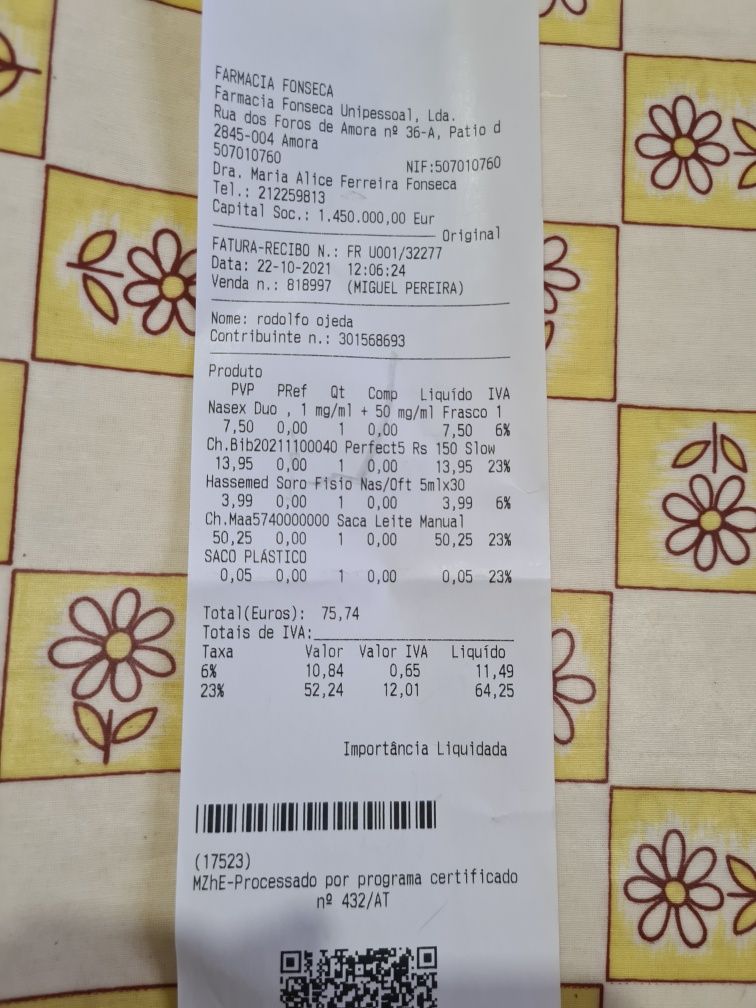 FARMACIA FONSECA
Farmacia Fonseca Unipessoal, Lda.
Rua dos Foros de Amora nº 36-A, Patio d
2845-004 Amora
507010760 NIF:507010760
Dra. Maria Alice Ferreira Fonseca
Tel.: 212259813
Capital Soc.: 1.450.000,00 Eur
Original
FATURA-RECIBO N.: FR U001/32277
Data: 22-10-2021 12:06:24
Venda n.: 818997 (MIGUEL PEREIRA)
Nome: rodolfo ojeda
Contribuinte n.: 301568693
Produto
PVP PRef Qt Comp Liquído IVA
Nasex Duo , 1 mg/ml + 50 mg/ml Frasco 1
7,50 0,00 1 0,00 7,50 6%
Ch.Bib20211100040 Perfect5 Rs 150 Slow
13,95 0,00 1 0,00 13,95 23%
Hassemed Soro Fisio Nas/Oft 5mlx30
3,99 0,00 1 0,00 3,99 6%
Ch.Maa5740000000 Saca Leite Manual
50,25 0,00 1 0,00 50,25 23%
SACO PLÁSTICO
0,05 0,00 1 0,00 0,05 23%
Total(Euros): 75,74
Totais de IVA:
Taxa Valor Valor IVA Liquído
6% 10,84 0,65 11,49
23% 52,24 12,01 64,25
Importância Liquidada
(17523)
MZhE-Processado por programa certificado
nº 432/AT